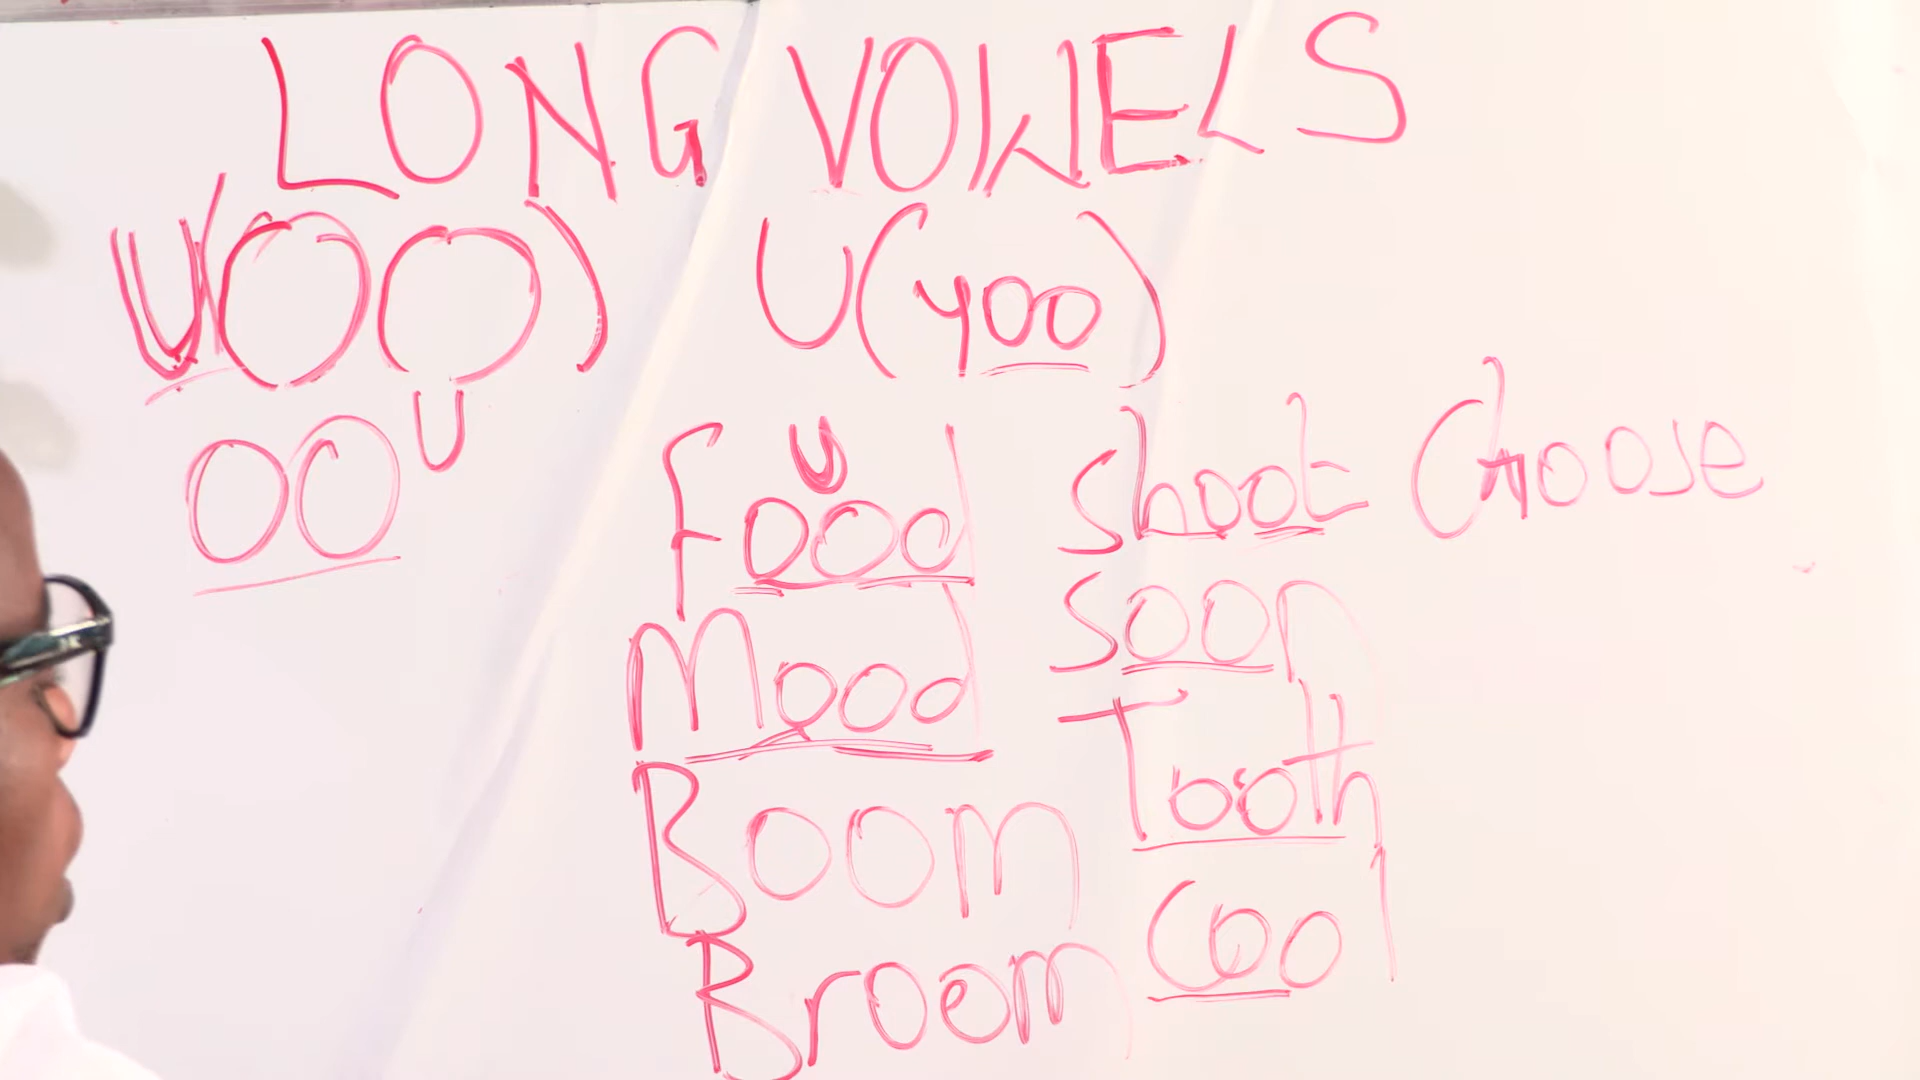 LONG VOWELS
U(OO) U(yoo)
U
OO
U
Food Shoot Choose
Mood Soon
Boom Tooth
Broom Cool